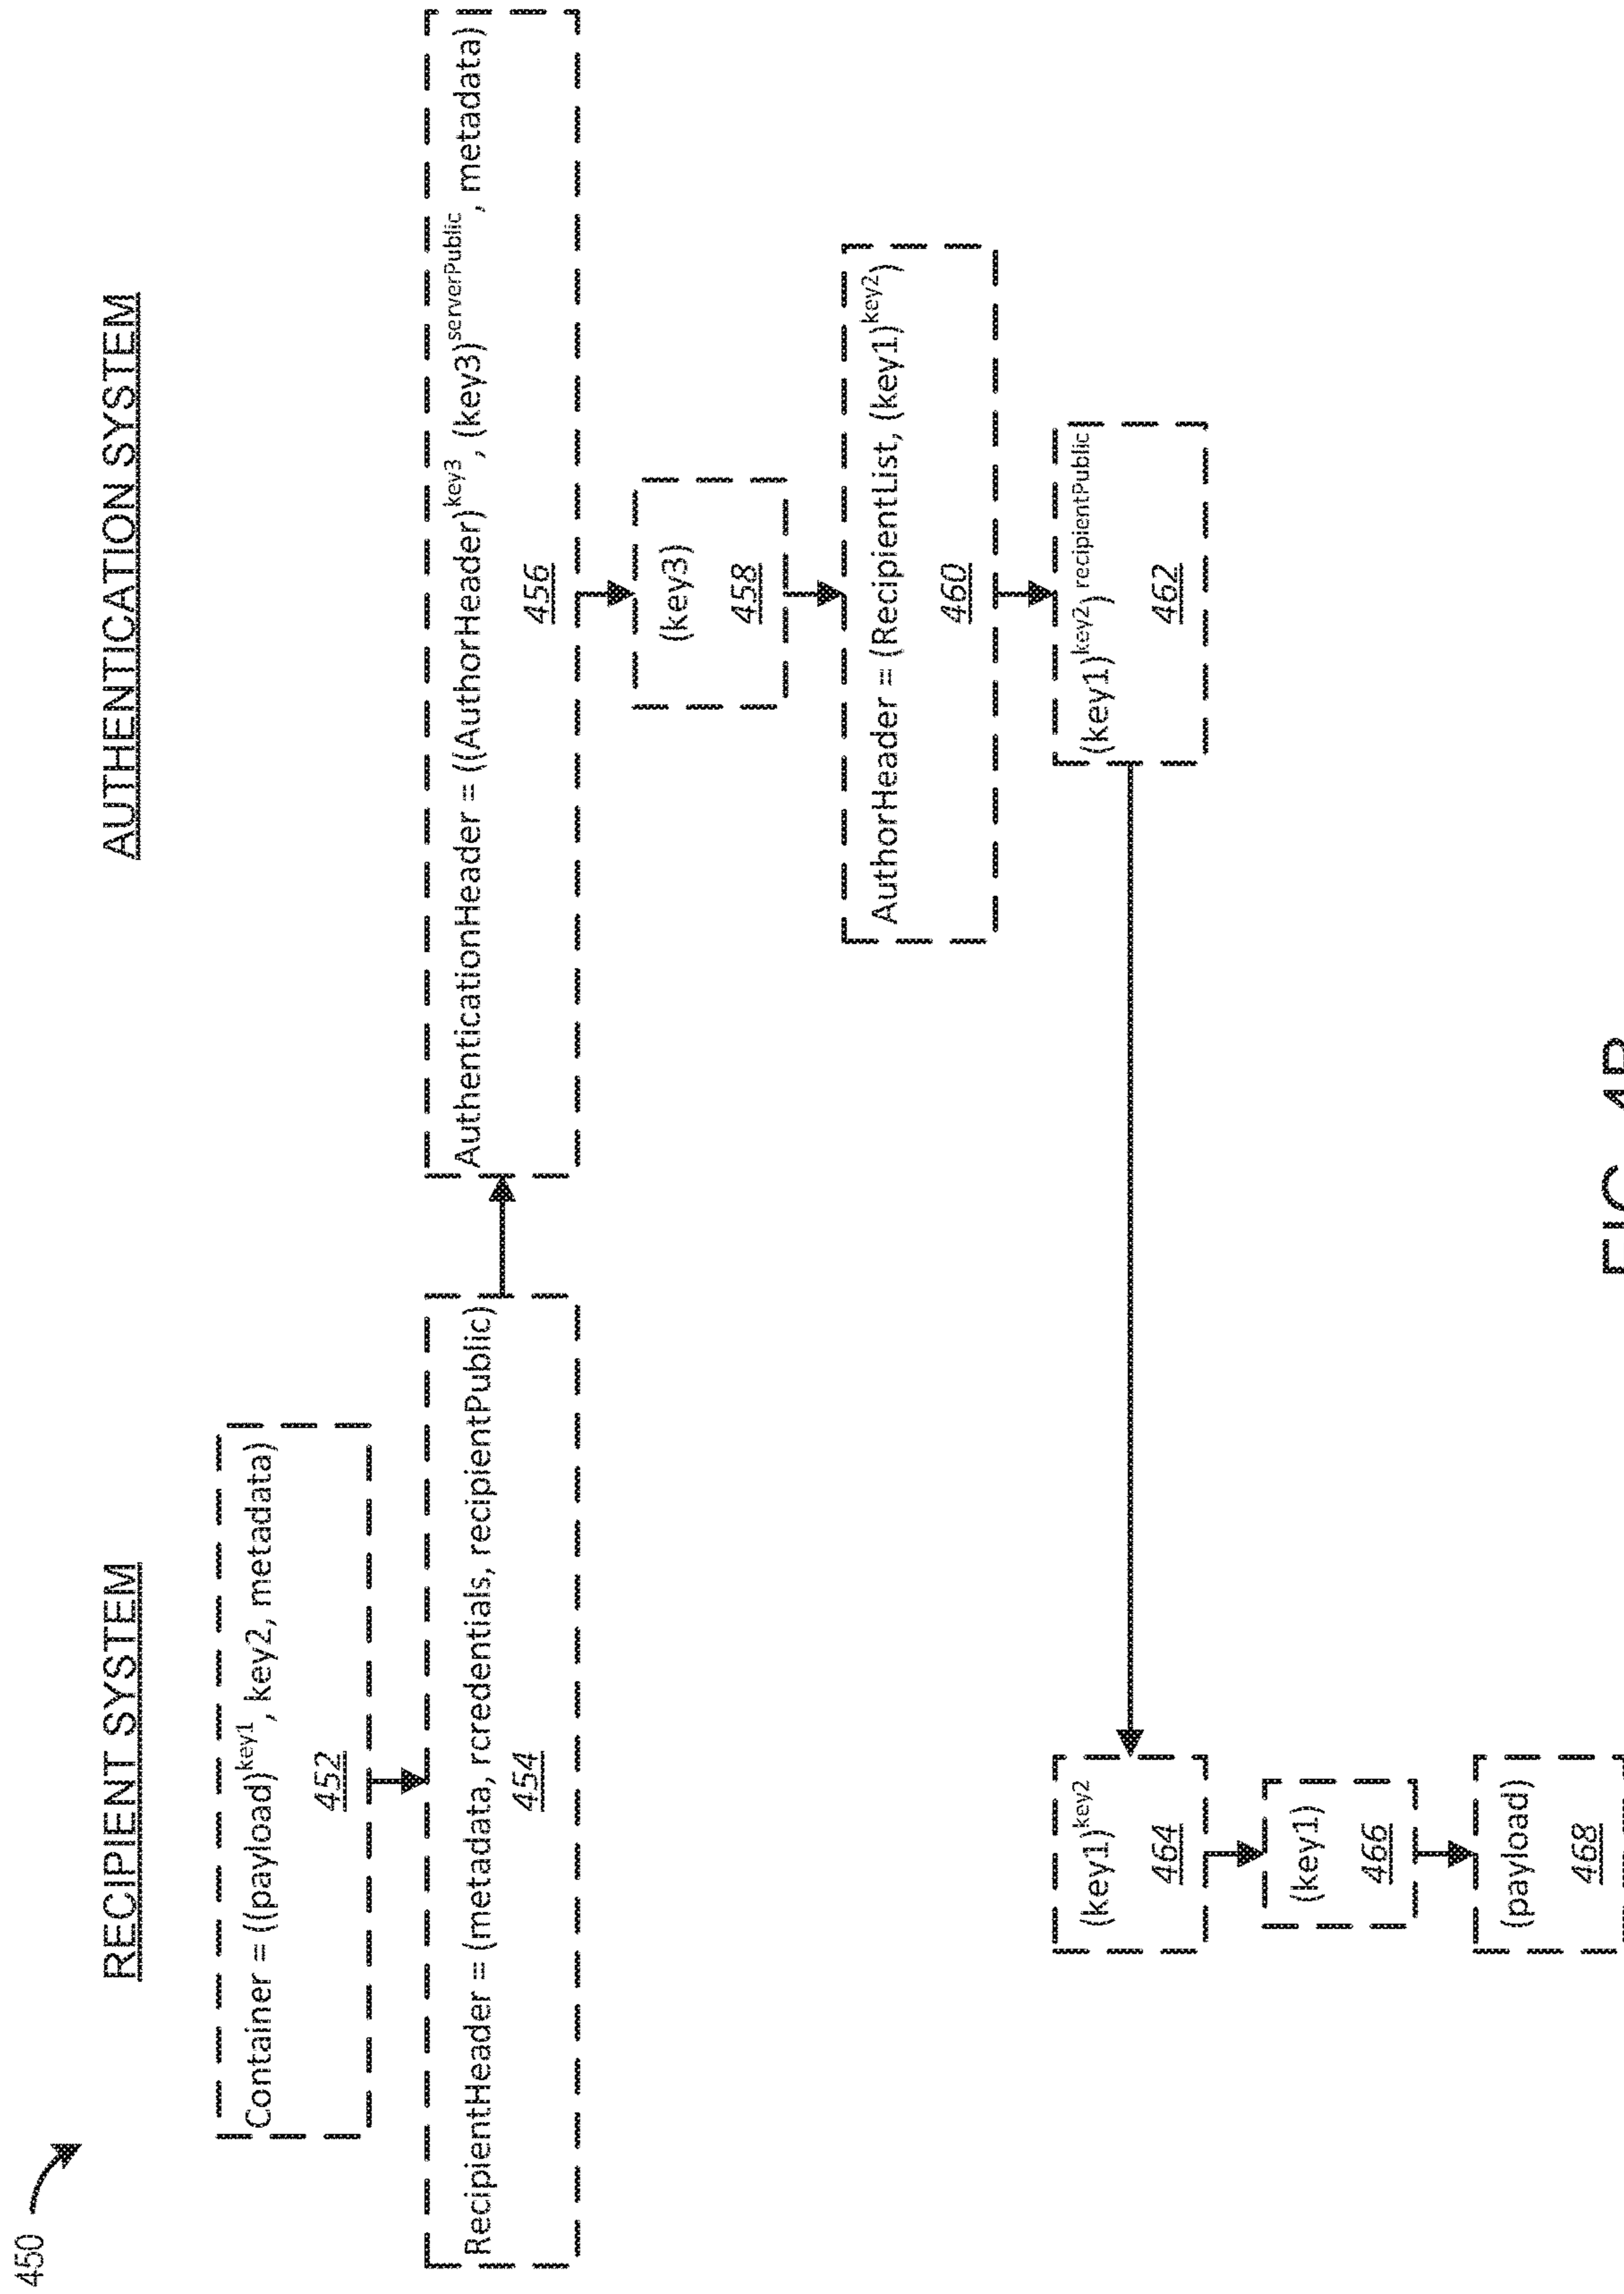 450
RECIPIENT SYSTEM
AUTHENTICATION SYSTEM
Container = ((payload)^key1, key2, metadata)
452
RecipientHeader = (metadata, rcredentials, recipientPublic)
454
AuthenticationHeader = ((AuthorHeader)^key3, (key3)^serverPublic, metadata)
456
(key3)
458
AuthorHeader = (RecipientList, (key1)^key2)
460
(key1)^key2) recipientPublic
462
(key1)^key2
464
(key1)
466
(payload)
468
FIG. 4B